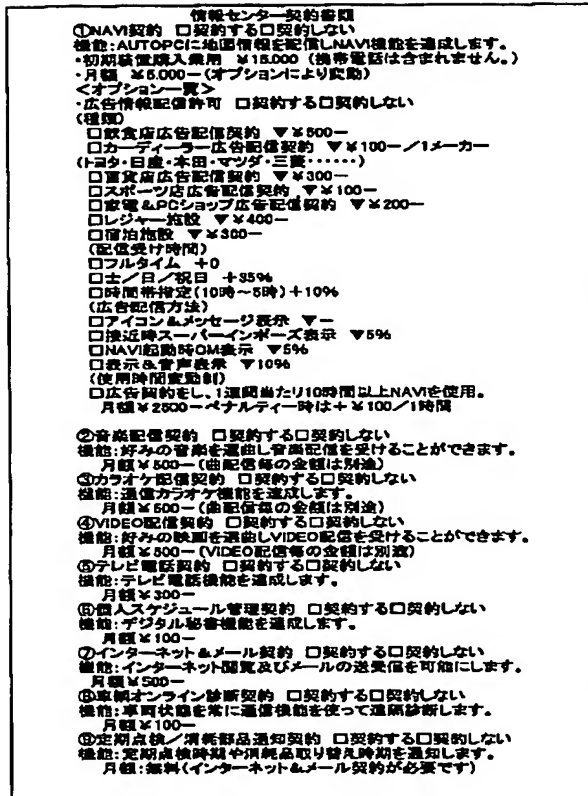 情報センター契約書類
①NAVI契約 □契約する□契約しない
機能:AUTOPCに地図情報を配信しNAVI機能を達成します。
・初期装置購入費用 ¥15.000 (携帯電話は含まれません。)
・月額 ¥5.000−(オプションにより変動)
<オプション一覧>
・広告情報配信許可 □契約する□契約しない
(種類)
□飲食店広告配信契約 ▼¥500−
□カーディーラー広告配信契約 ▼¥100−/1メーカー
(トヨタ・日産・本田・マツダ・三菱・・・・・・)
□百貨店広告配信契約 ▼¥300−
□スポーツ店広告配信契約 ▼¥100−
□家電&PCショップ広告配信契約 ▼¥200−
□レジャー施設 ▼¥400−
□宿泊施設 ▼¥300−
(配信受け時間)
□フルタイム +0
□土/日/祝日 +35%
□時間帯指定(10時〜5時)+10%
(広告配信方法)
□アイコン&メッセージ表示 ▼−
□接近時スーパーインポーズ表示 ▼5%
□NAVI起動時CM表示 ▼5%
□表示&音声表示 ▼10%
(使用時間変動制)
□広告契約をし、1週間当たり10時間以上NAVIを使用。
月額¥2500−ペナルティー時は+¥100/1時間
②音楽配信契約 □契約する□契約しない
機能:好みの音楽を選曲し音楽配信を受けることができます。
月額¥500−(曲配信毎の金額は別途)
③カラオケ配信契約 □契約する□契約しない
機能:通信カラオケ機能を達成します。
月額¥500−(曲配信毎の金額は別途)
④VIDEO配信契約 □契約する□契約しない
機能:好みの映画を選曲しVIDEO配信を受けることができます。
月額¥500−(VIDEO配信毎の金額は別途)
⑤テレビ電話契約 □契約する□契約しない
機能:テレビ電話機能を達成します。
月額¥300−
⑥個人スケジュール管理契約 □契約する□契約しない
機能:デジタル秘書機能を達成します。
月額¥100−
⑦インターネット&メール契約 □契約する□契約しない
機能:インターネット閲覧及びメールの送受信を可能にします。
月額¥500−
⑧車輌オンライン診断契約 □契約する□契約しない
機能:車両状態を常に通信機能を使って遠隔診断します。
月額¥100−
⑨定期点検/消耗部品通知契約 □契約する□契約しない
機能:定期点検時期や消耗品取り替え時期を通知します。
月額:無料(インターネット&メール契約が必要です)